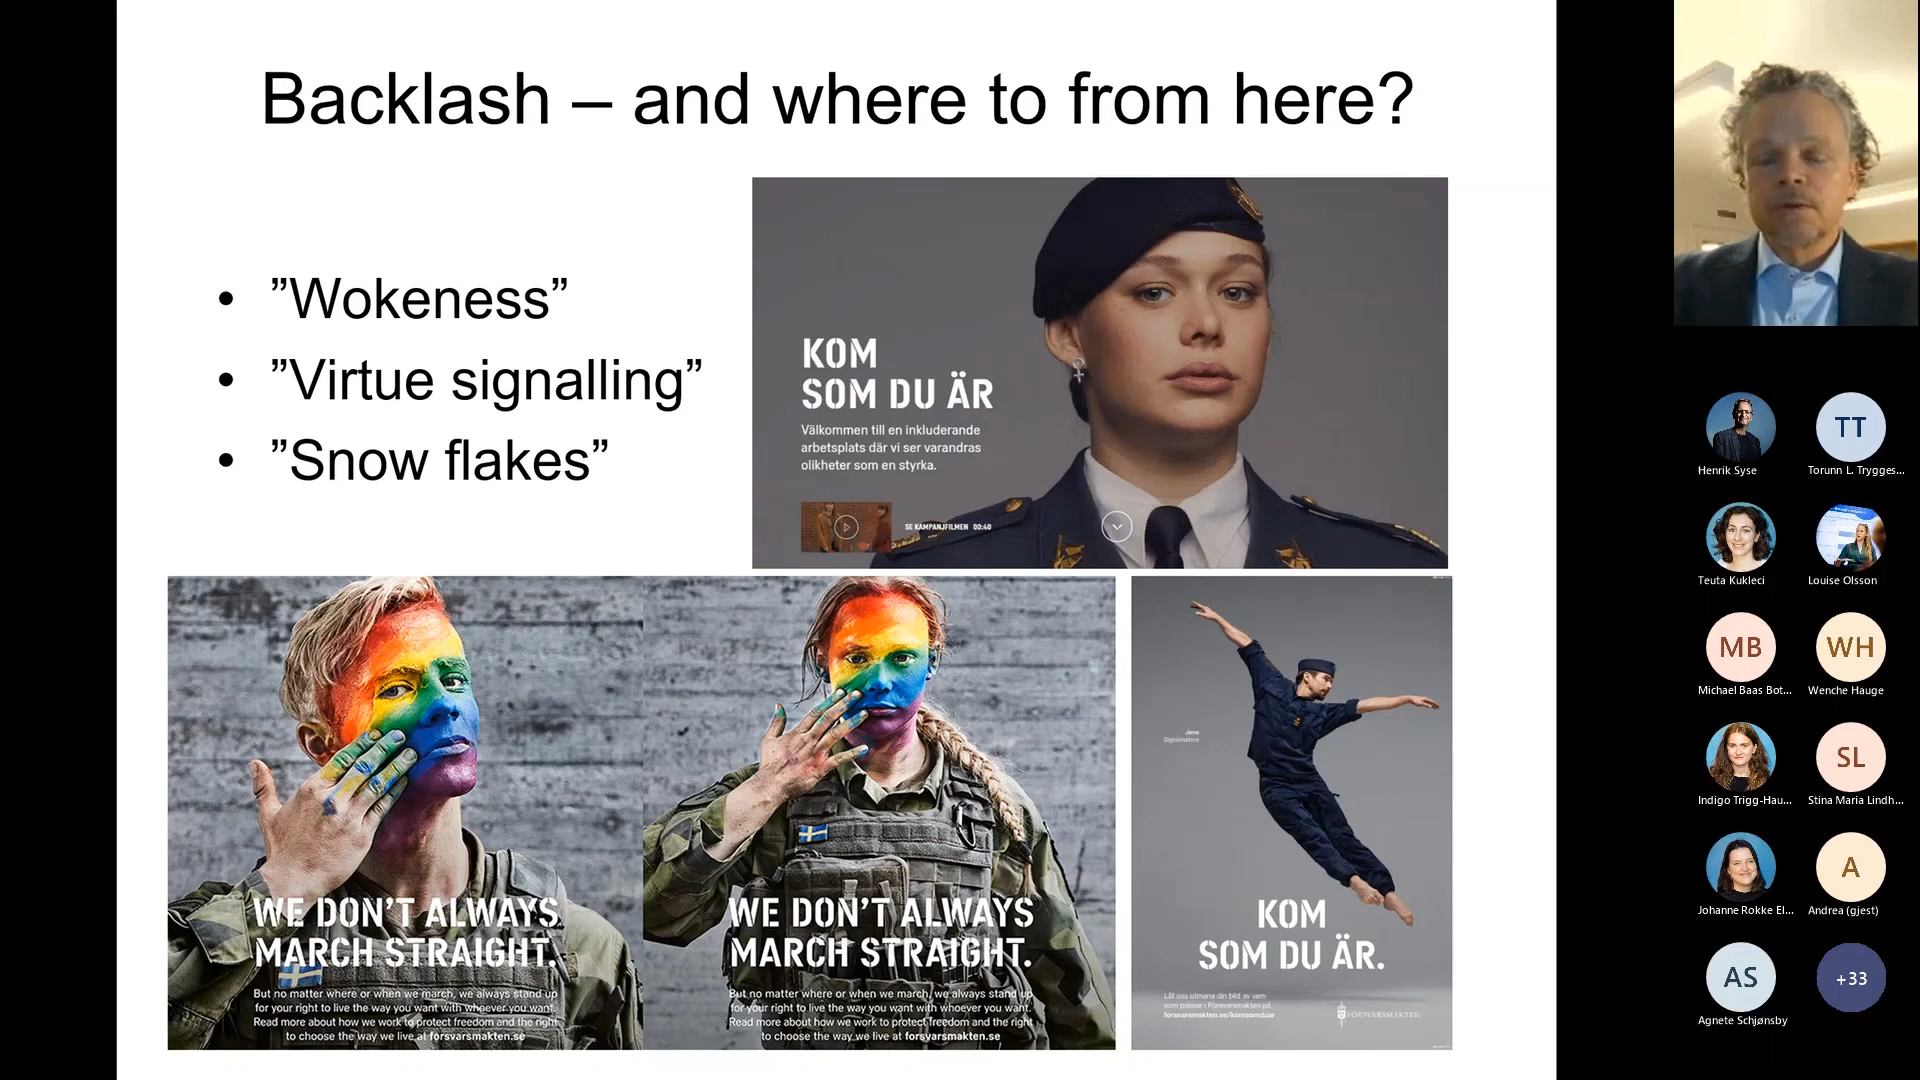 Backlash – and where to from here?
• ”Wokeness”
• ”Virtue signalling”
• ”Snow flakes”
KOM
SOM DU ÄR
Välkommen till en inkluderande
arbetsplats där vi ser varandras
olikheter som en styrka.
SE KAMPANJFILMEN 00:40
WE DON'T ALWAYS
MARCH STRAIGHT.
But no matter where or when we march, we always stand up
for your right to live the way you want with whoever you want.
Read more about how we work to protect freedom and the right
to choose the way we live at forsvarsmakten.se
WE DON'T ALWAYS
MARCH STRAIGHT.
But no matter where or when we march, we always stand up
for your right to live the way you want with whoever you want.
Read more about how we work to protect freedom and the right
to choose the way we live at forsvarsmakten.se
KOM
SOM DU ÄR.
Låt oss utmana din bild av vem
som passar i Försvarsmakten på
forsvarsmakten.se/komsomduar
FÖRSVARSMAKTEN
Henrik Syse
TT
Torunn L. Trygges...
Teuta Kukleci
Louise Olsson
MB
Michael Baas Bot...
WH
Wenche Hauge
Indigo Trigg-Hau...
SL
Stina Maria Lindh...
Johanne Rokke El...
A
Andrea (gjest)
AS
Agnete Schjønsby
+33